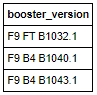 booster_version
F9 FT B1032.1
F9 B4 B1040.1
F9 B4 B1043.1